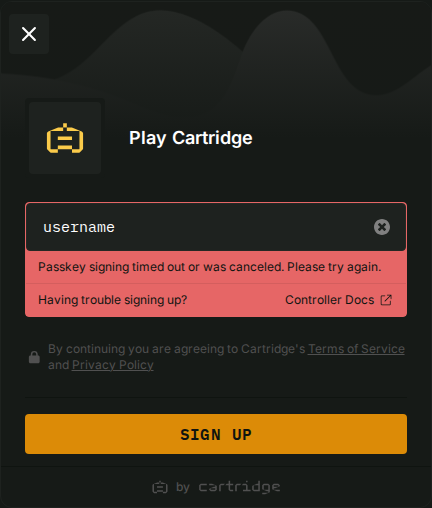 Play Cartridge
username
Passkey signing timed out or was canceled. Please try again.
Having trouble signing up? Controller Docs
By continuing you are agreeing to Cartridge's Terms of Service
and Privacy Policy
SIGN UP
by cartridge